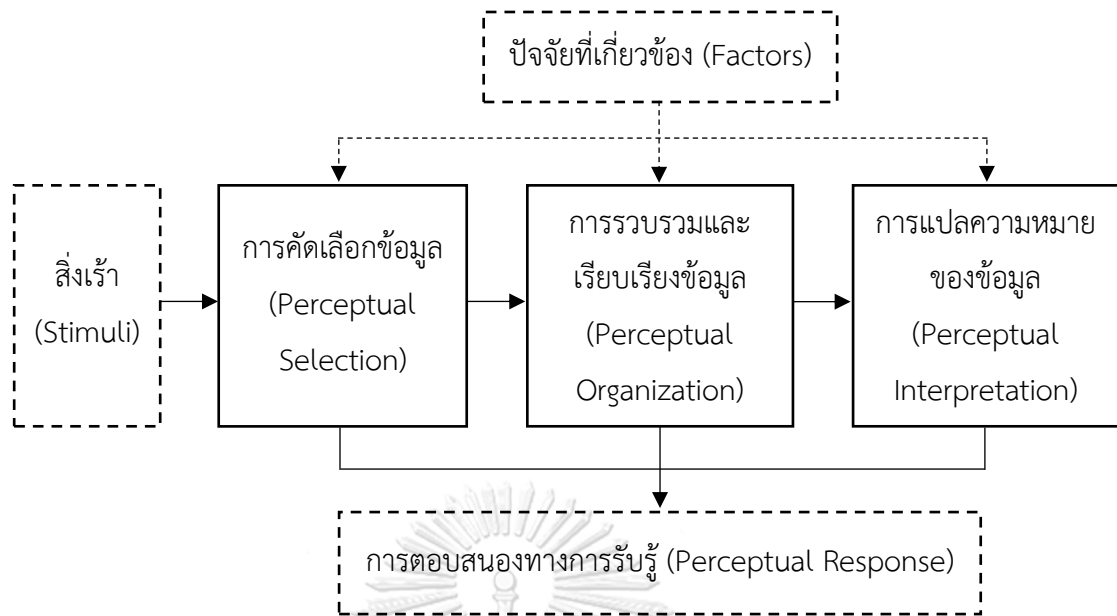 ปัจจัยที่เกี่ยวข้อง (Factors)
สิ่งเร้า
(Stimuli)
การคัดเลือกข้อมูล
(Perceptual
Selection)
การรวบรวมและ
เรียบเรียงข้อมูล
(Perceptual
Organization)
การแปลความหมาย
ของข้อมูล
(Perceptual
Interpretation)
การตอบสนองทางการรับรู้ (Perceptual Response)